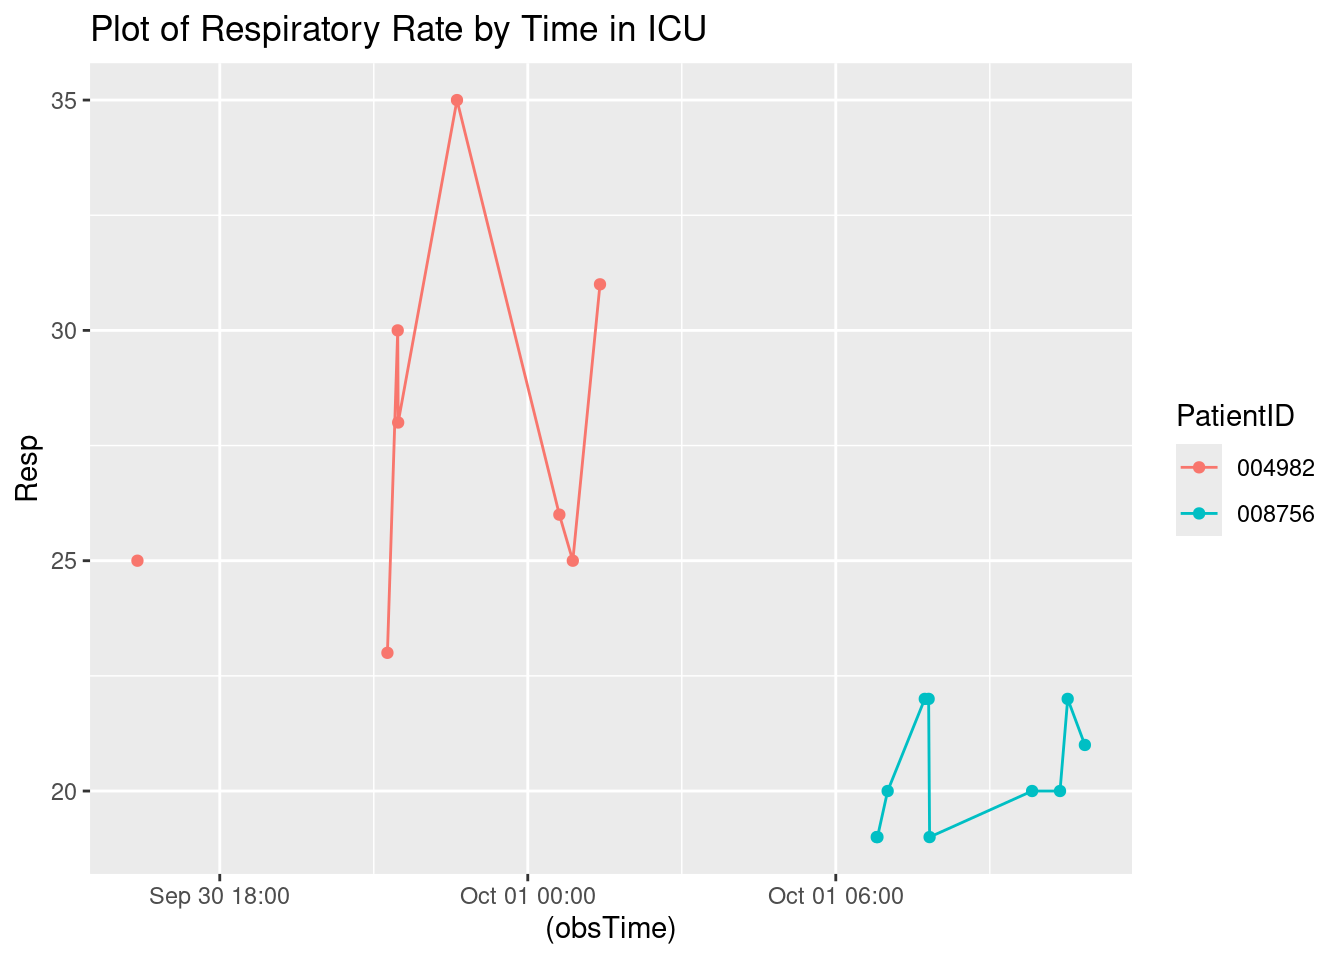 Plot of Respiratory Rate by Time in ICU
35
30
25
20
Resp
Sep 30 18:00
Oct 01 00:00
Oct 01 06:00
(obsTime)
PatientID
004982
008756